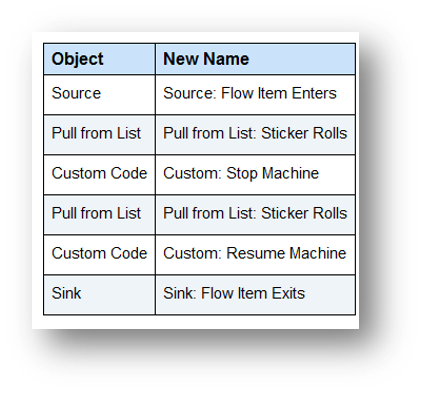 Object New Name
Source Source: Flow Item Enters
Pull from List Pull from List: Sticker Rolls
Custom Code Custom: Stop Machine
Pull from List Pull from List: Sticker Rolls
Custom Code Custom: Resume Machine
Sink Sink: Flow Item Exits